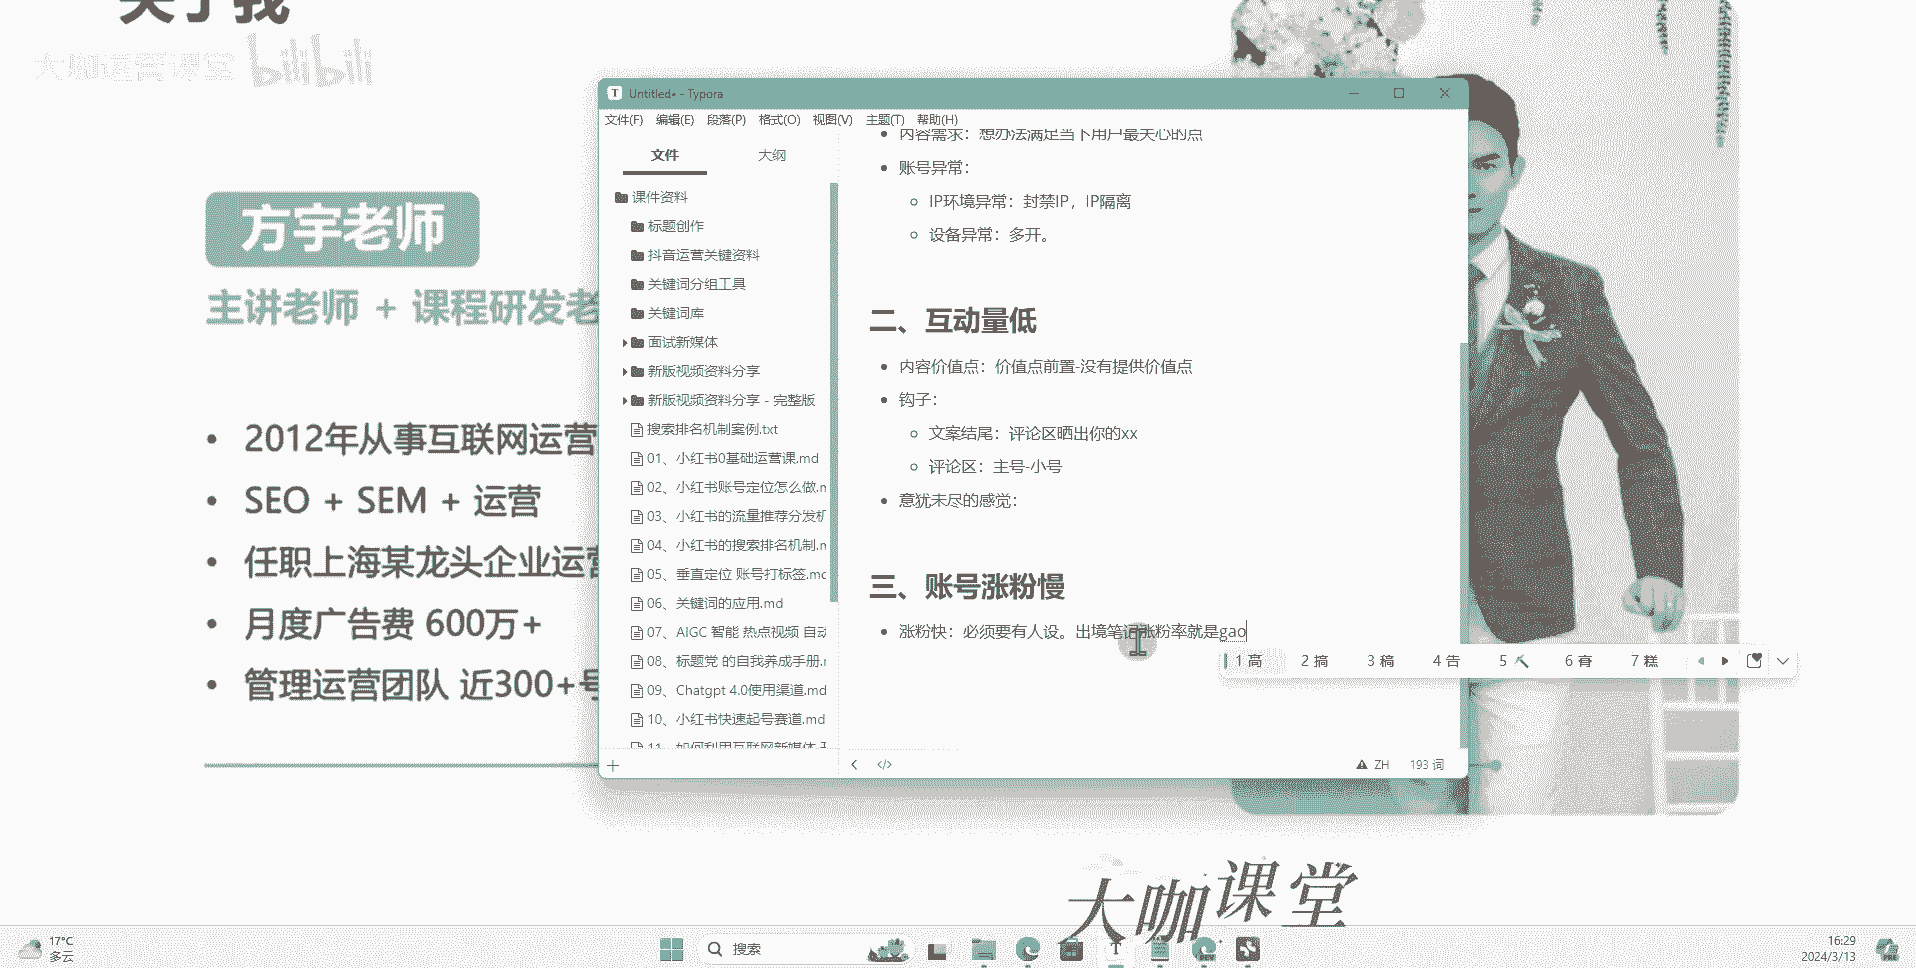 关于我
大咖运营课堂 bilibili
方宇老师
主讲老师 + 课程研发老
2012年从事互联网运营
SEO + SEM + 运营
任职上海某龙头企业运营
月度广告费 600万+
管理运营团队 近300+号
Untitled• - Typora
文件(F) 编辑(E) 段落(P) 格式(O) 视图(V) 主题(T) 帮助(H)
文件 大纲
课件资料
标题创作
抖音运营关键资料
关键词分组工具
关键词库
面试新媒体
新版视频资料分享
新版视频资料分享 - 完整版
搜索排名机制案例.txt
01、小红书0基础运营课.md
02、小红书账号定位怎么做.m
03、小红书的流量推荐分发机
04、小红书的搜索排名机制.m
05、垂直定位 账号打标签.mc
06、关键词的应用.md
07、AIGC 智能 热点视频 自动
08、标题党 的自我养成手册.r
09、Chatgpt 4.0使用渠道.md
10、小红书快速起号赛道.md
11、如何利用互联网新媒体
内容需求：想办法满足当下用户最关心的点
账号异常：
IP环境异常：封禁IP，IP隔离
设备异常：多开。
二、互动量低
内容价值点：价值点前置-没有提供价值点
钩子：
文案结尾：评论区晒出你的xx
评论区：主号-小号
意犹未尽的感觉：
三、账号涨粉慢
涨粉快：必须要有人设。出境笔记涨粉率就是gao
1 高 2 搞 3 稿 4 告 5 6 膏 7 糕
ZH 193 词
大咖课堂
17°C
多云
搜索
16:29
2024/3/13